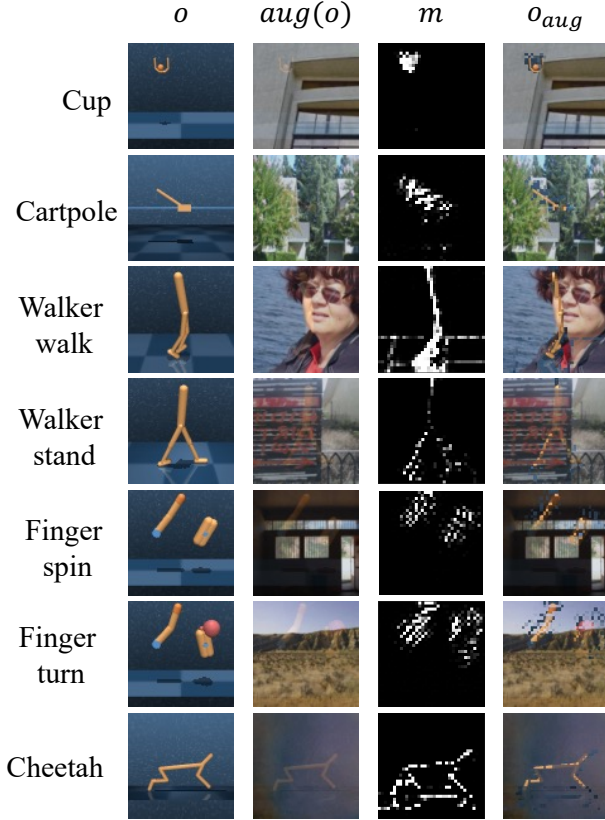 o aug(o) m o_aug
Cup
Cartpole
Walker
walk
Walker
stand
Finger
spin
Finger
turn
Cheetah